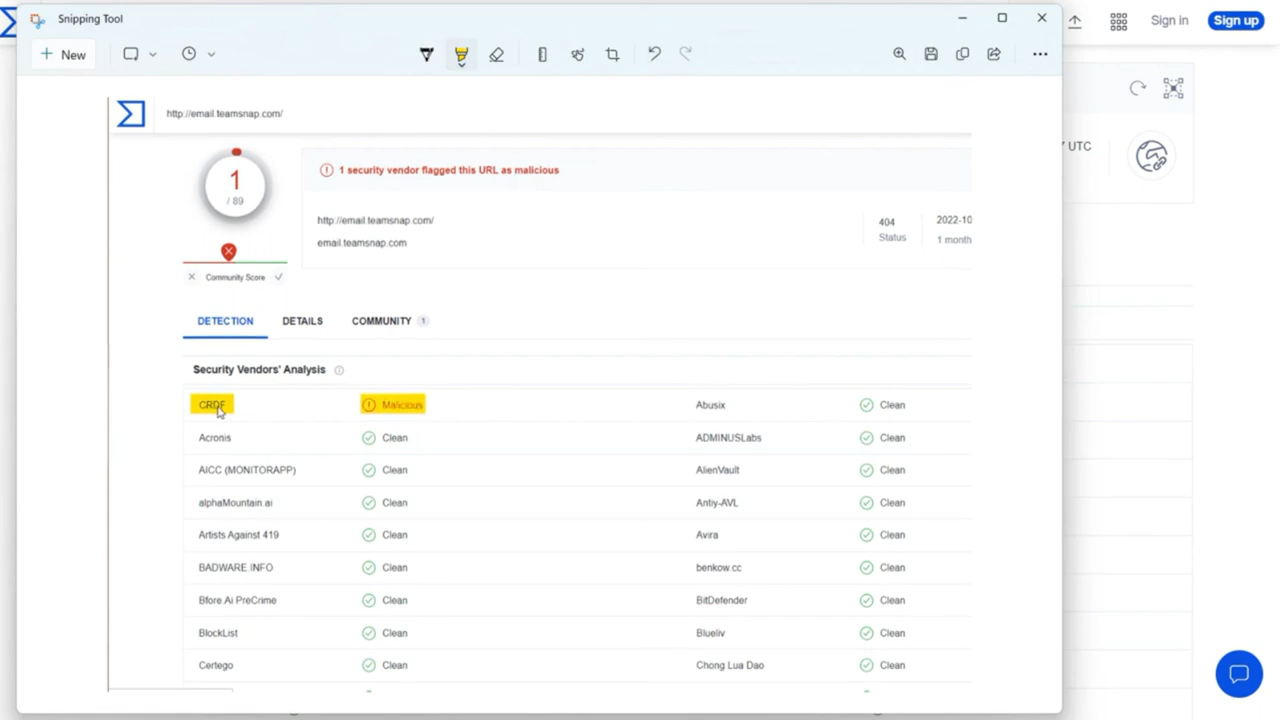 Snipping Tool
Sign in
Sign up
New
http://email.teamsnap.com/
1
/ 89
1 security vendor flagged this URL as malicious
http://email.teamsnap.com/
email.teamsnap.com
404
Status
2022-10
1 month
UTC
Community Score
DETECTION DETAILS COMMUNITY 1
Security Vendors' Analysis
CRDF Malicious Abusix Clean
Acronis Clean ADMINUSLabs Clean
AICC (MONITORAPP) Clean AlienVault Clean
alphaMountain.ai Clean Antiy-AVL Clean
Artists Against 419 Clean Avira Clean
BADWARE.INFO Clean benkow.cc Clean
Bfore.Ai PreCrime Clean BitDefender Clean
BlockList Clean Blueliv Clean
Certego Clean Chong Lua Dao Clean